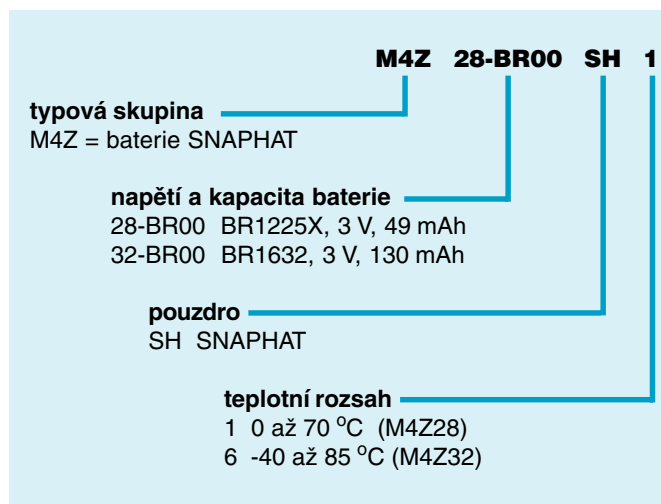 M4Z 28-BR00 SH 1
typová skupina
M4Z = baterie SNAPHAT
napětí a kapacita baterie
28-BR00 BR1225X, 3 V, 49 mAh
32-BR00 BR1632, 3 V, 130 mAh
pouzdro
SH SNAPHAT
teplotní rozsah
1 0 až 70 °C (M4Z28)
6 -40 až 85 °C (M4Z32)